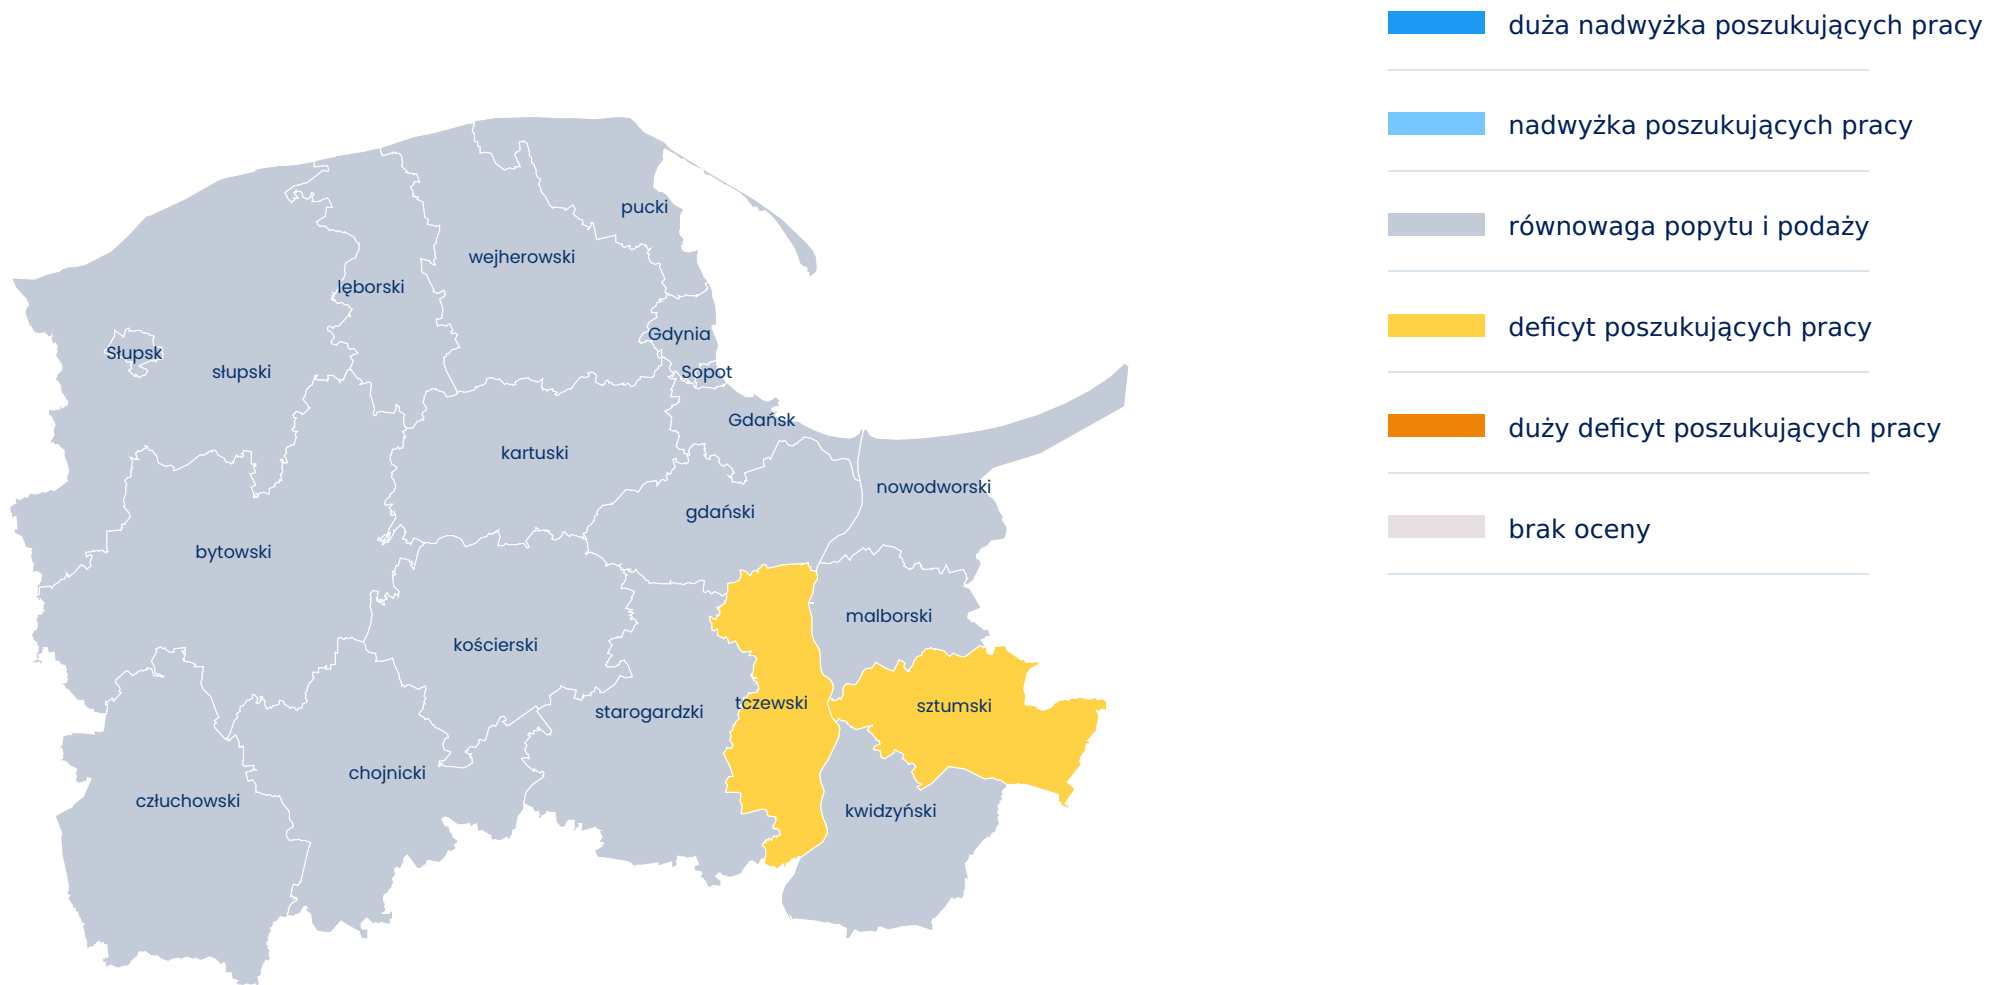 duża nadwyżka poszukujących pracy
nadwyżka poszukujących pracy
równowaga popytu i podaży
deficyt poszukujących pracy
duży deficyt poszukujących pracy
brak oceny
pucki
wejherowski
lęborski
Gdynia
Słupsk
słupski
Sopot
Gdańsk
kartuski
nowodworski
gdański
bytowski
malborski
kościerski
tczewski
sztumski
starogardzki
chojnicki
człuchowski
kwidzyński